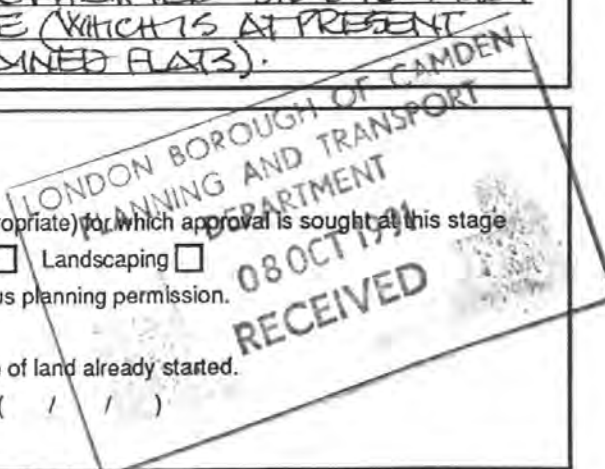 E (WHICH IS AT PRESENT
FLATS).
LONDON BOROUGH OF CAMDEN
PLANNING AND TRANSPORT
DEPARTMENT
08 OCT 1991
RECEIVED
opriate) for which approval is sought at this stage
Landscaping
us planning permission.
of land already started.
( / / )